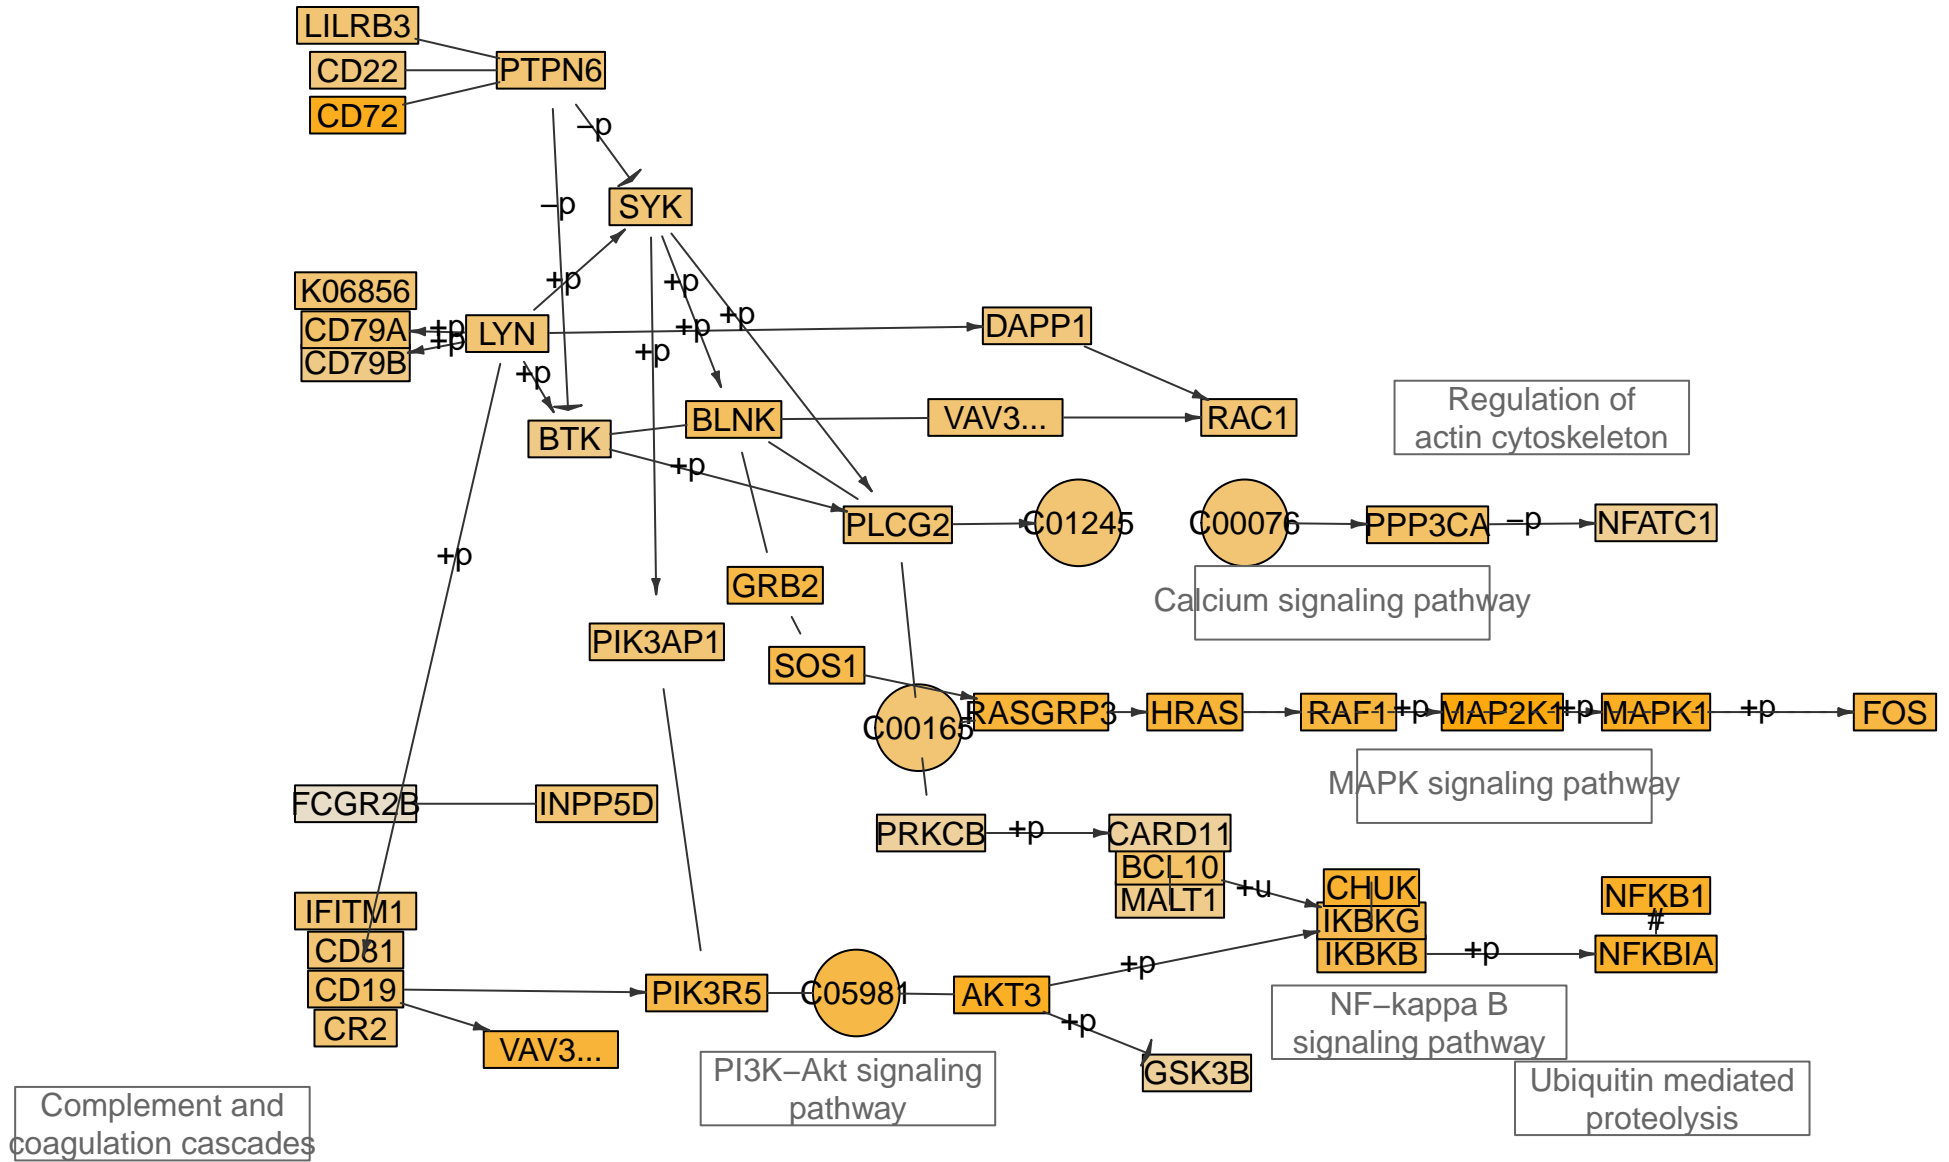 LILRB3
CD22
PTPN6
CD72
–p
SYK
–p
+p
+p
K06856
CD79A
+p
+p
LYN
CD79B
+p
+p
+p
+p
DAPP1
BTK
BLNK
VAV3...
RAC1
Regulation of
actin cytoskeleton
+p
PLCG2
C01245
C00076
PPP3CA
–p
NFATC1
+p
GRB2
Calcium signaling pathway
PIK3AP1
SOS1
C00165
RASGRP3
HRAS
RAF1
+p
MAP2K1
+p
MAPK1
+p
FOS
MAPK signaling pathway
FCGR2B
INPP5D
PRKCB
+p
CARD11
BCL10
MALT1
+u
CHUK
IKBKG
IKBKB
+p
NFKB1
#
NFKBIA
IFITM1
CD81
CD19
CR2
VAV3...
PIK3R5
C05981
AKT3
+p
+p
GSK3B
NF–kappa B
signaling pathway
PI3K–Akt signaling
pathway
Ubiquitin mediated
proteolysis
Complement and
coagulation cascades